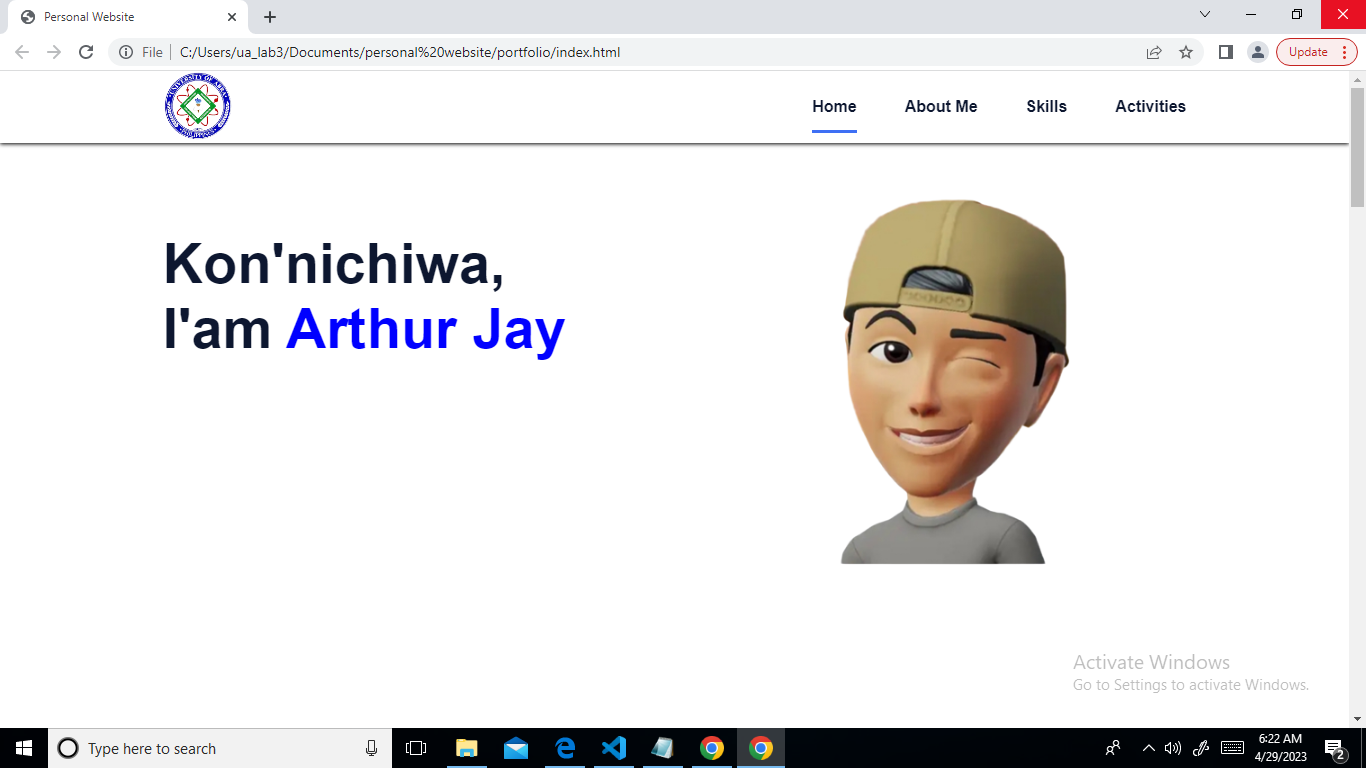 Personal Website
File
C:/Users/ua_lab3/Documents/personal%20website/portfolio/index.html
Update
Home
About Me
Skills
Activities
Kon'nichiwa,
I'am Arthur Jay
Activate Windows
Go to Settings to activate Windows.
Type here to search
6:22 AM
4/29/2023
2